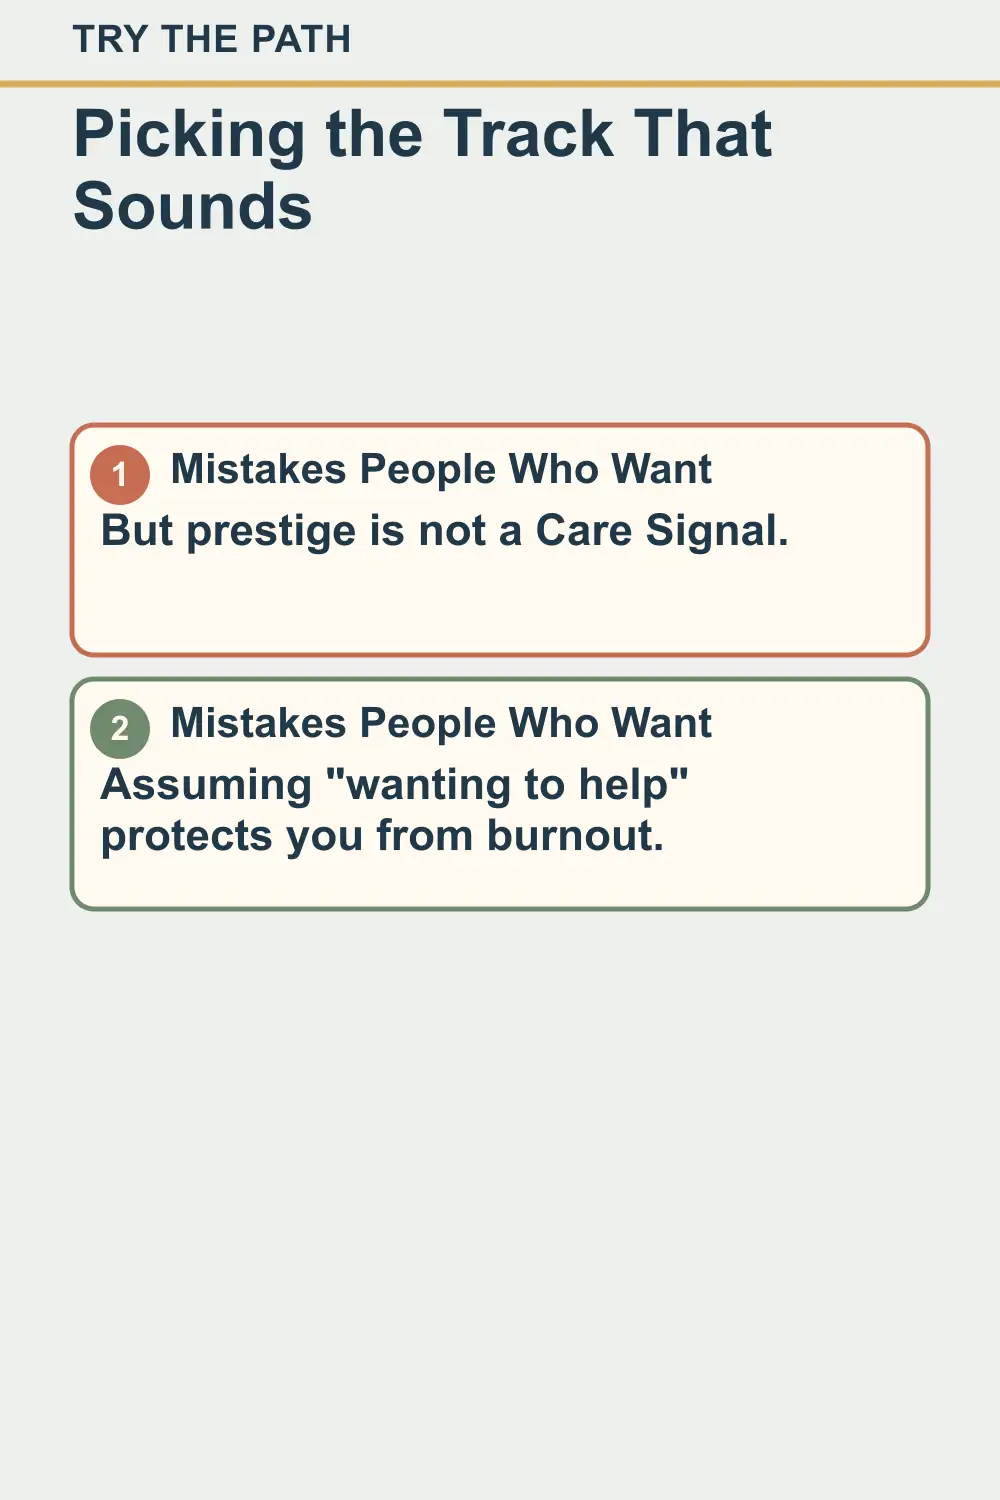 TRY THE PATH
Picking the Track That
Sounds
1 Mistakes People Who Want
But prestige is not a Care Signal.
2 Mistakes People Who Want
Assuming "wanting to help"
protects you from burnout.